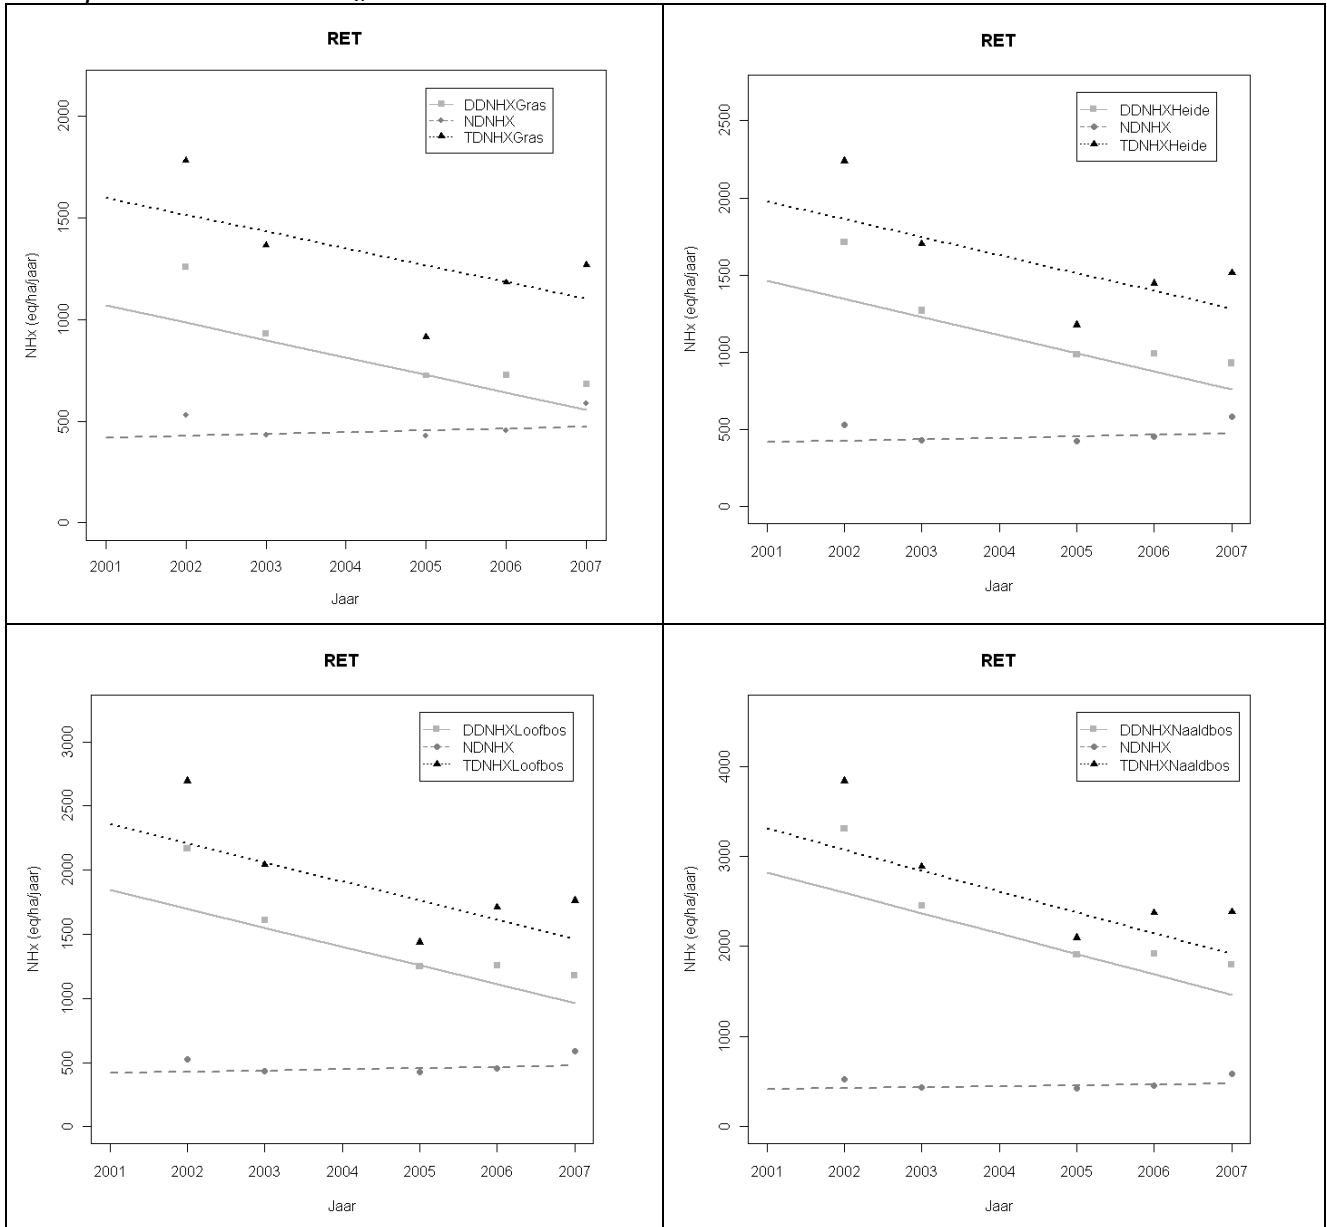 RET
2000
1500
1000
500
0
NHx (eq/ha/jaar)
DDNHXGras
NDNHX
TDNHXGras
2001 2002 2003 2004 2005 2006 2007
Jaar
RET
2500
2000
1500
1000
500
0
NHx (eq/ha/jaar)
DDNHXHeide
NDNHX
TDNHXHeide
2001 2002 2003 2004 2005 2006 2007
Jaar
RET
3000
2500
2000
1500
1000
500
0
NHx (eq/ha/jaar)
DDNHXLoofbos
NDNHX
TDNHXLoofbos
2001 2002 2003 2004 2005 2006 2007
Jaar
RET
4000
3000
2000
1000
0
NHx (eq/ha/jaar)
DDNHXNaaldbos
NDNHX
TDNHXNaaldbos
2001 2002 2003 2004 2005 2006 2007
Jaar